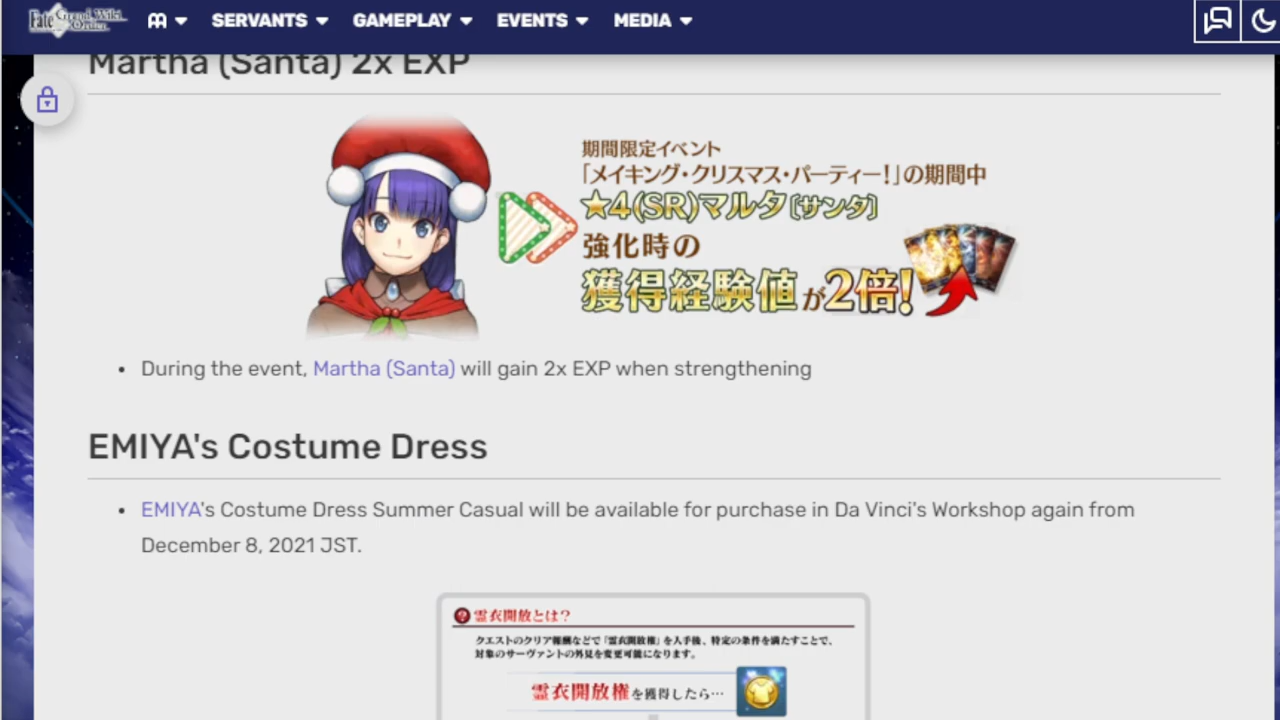 Fate Grand Wiki Order
SERVANTS
GAMEPLAY
EVENTS
MEDIA
Martha (Santa) 2x EXP
期間限定イベント
「メイキング・クリスマス・パーティー!」の期間中
★4(SR)マルタ〔サンタ〕
強化時の
獲得経験値が2倍!
• During the event, Martha (Santa) will gain 2x EXP when strengthening
EMIYA's Costume Dress
• EMIYA's Costume Dress Summer Casual will be available for purchase in Da Vinci's Workshop again from
December 8, 2021 JST.
? 霊衣開放とは?
クエストのクリア報酬などで『霊衣開放権』を入手後、特定の条件を満たすことで、
対象のサーヴァントの外見を変更可能になります。
霊衣開放権を獲得したら…